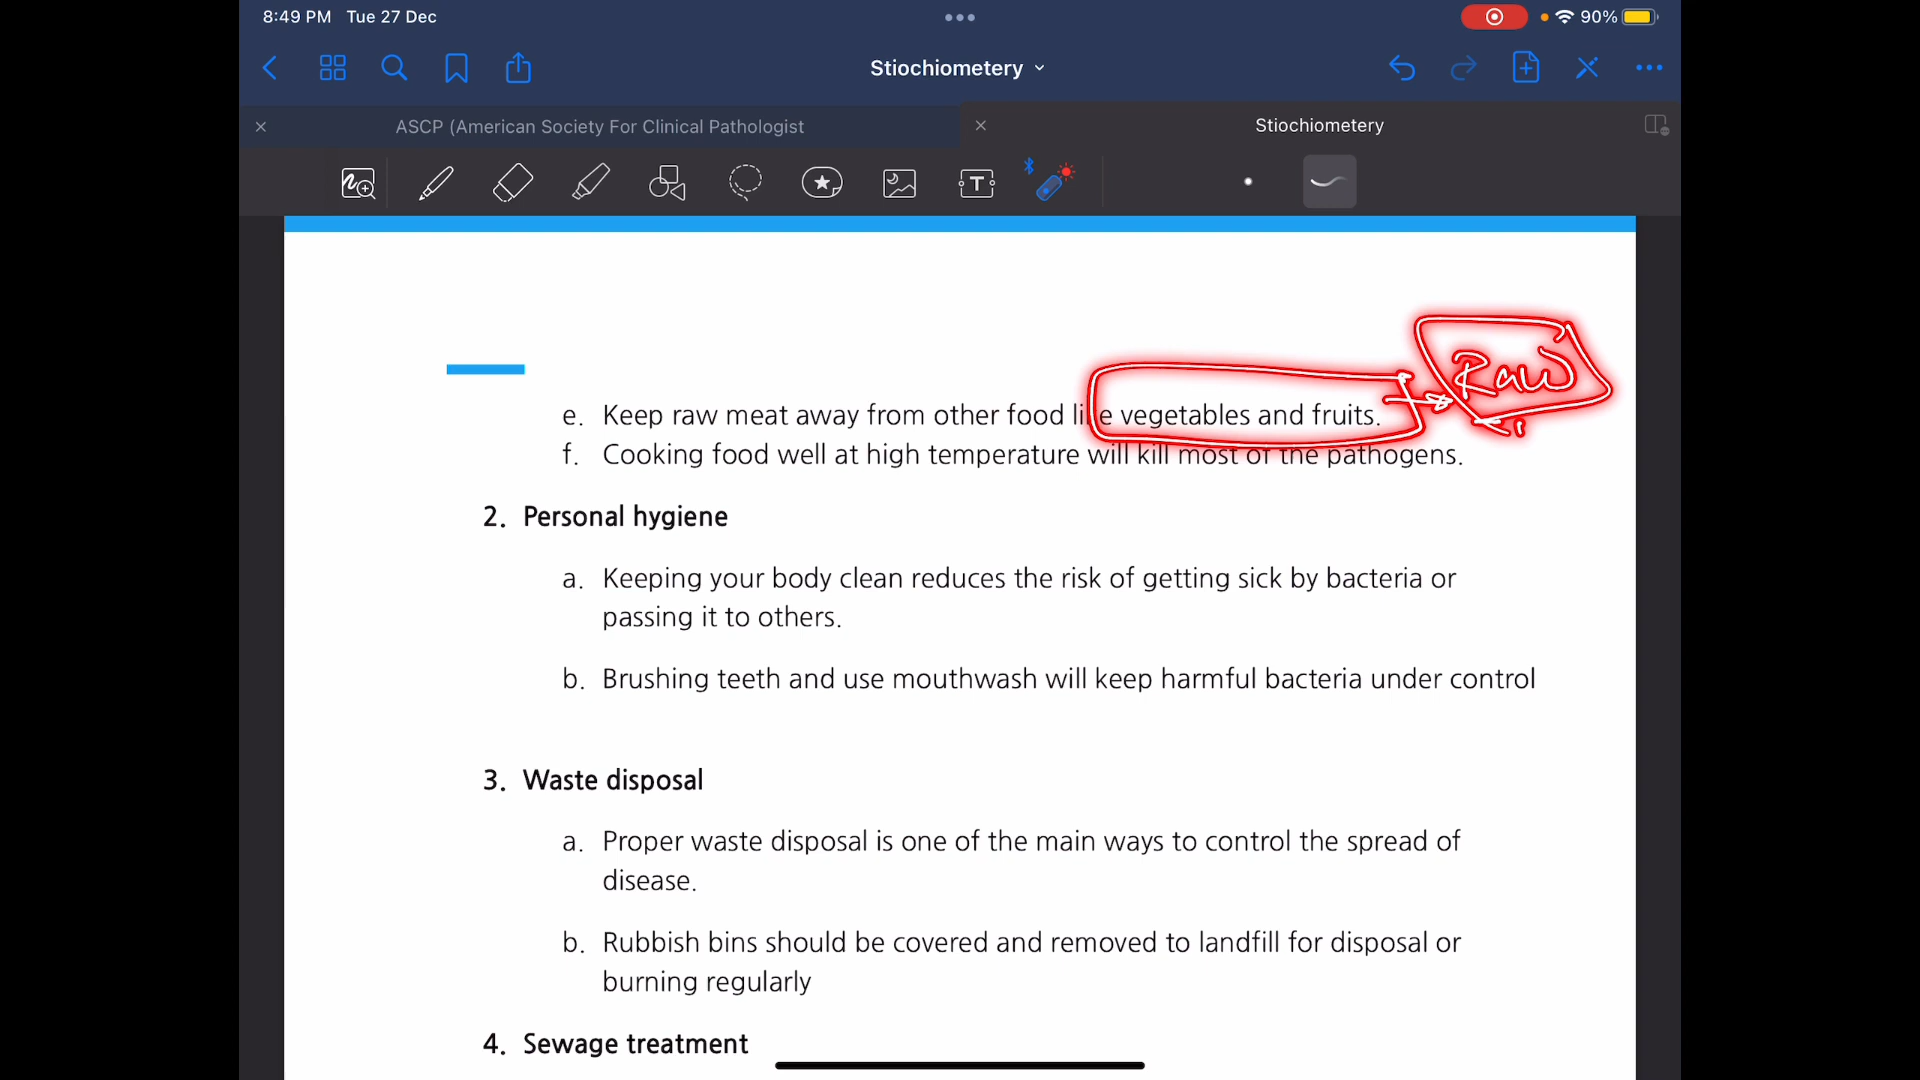 8:49 PM Tue 27 Dec
90%
Stiochiometery
ASCP (American Society For Clinical Pathologist
Stiochiometery
Raw
e. Keep raw meat away from other food like vegetables and fruits.
f. Cooking food well at high temperature will kill most of the pathogens.
2. Personal hygiene
a. Keeping your body clean reduces the risk of getting sick by bacteria or
passing it to others.
b. Brushing teeth and use mouthwash will keep harmful bacteria under control
3. Waste disposal
a. Proper waste disposal is one of the main ways to control the spread of
disease.
b. Rubbish bins should be covered and removed to landfill for disposal or
burning regularly
4. Sewage treatment